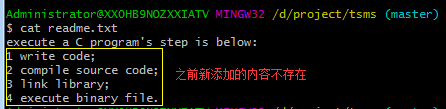 Administrator@XXOHB9NOZXXIATV MINGW32 /d/project/tsms (master)
$ cat readme.txt
execute a C program's step is below:
1 write code;
2 compile source code;
3 link library;
4 execute binary file.
之前新添加的内容不存在